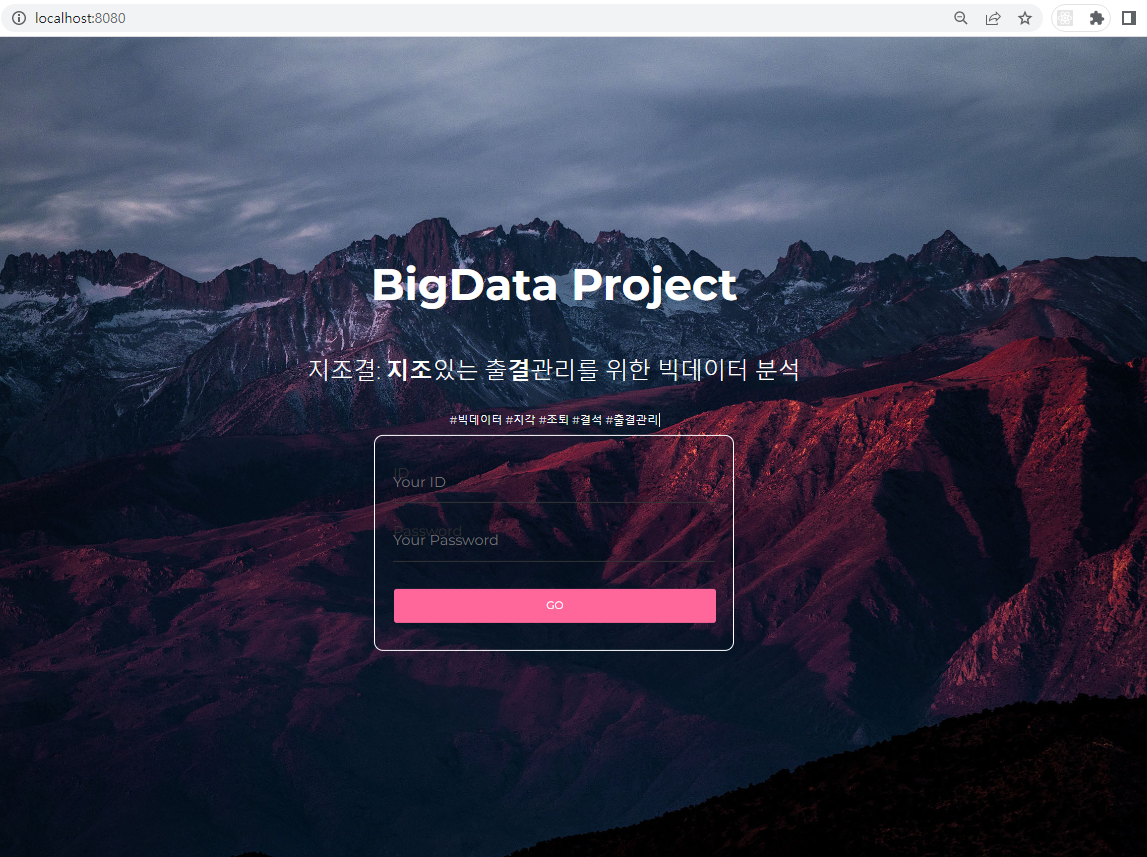 localhost:8080
BigData Project
지조결. 지조있는 출결관리를 위한 빅데이터 분석
#빅데이터 #지각 #조퇴 #결석 #출결관리
ID
Your ID
Password
Your Password
GO